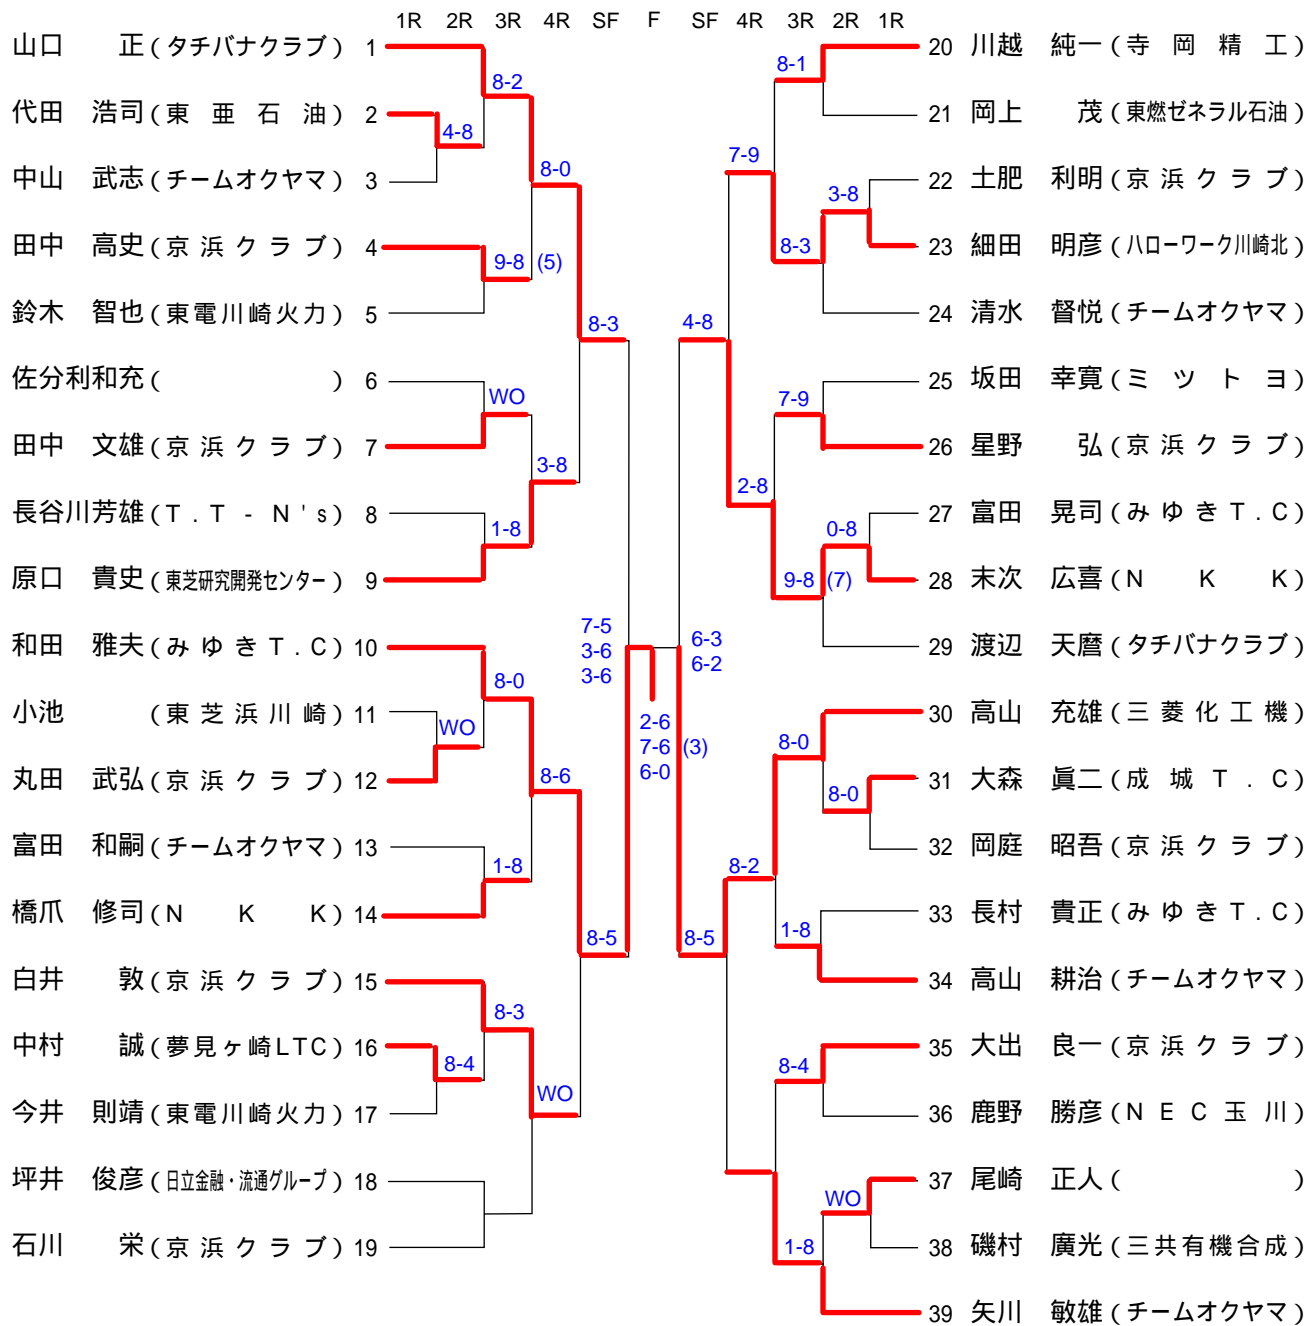 1R 2R 3R 4R SF F SF 4R 3R 2R 1R
山口 正(タチバナクラブ) 1
代田 浩司(東亜石油) 2
中山 武志(チームオクヤマ) 3
田中 高史(京浜クラブ) 4
鈴木 智也(東電川崎火力) 5
佐分利和充( ) 6
田中 文雄(京浜クラブ) 7
長谷川芳雄(T.T-N's) 8
原口 貴史(東芝研究開発センター) 9
和田 雅夫(みゆきT.C) 10
小池 (東芝浜川崎) 11
丸田 武弘(京浜クラブ) 12
富田 和嗣(チームオクヤマ) 13
橋爪 修司(NKK) 14
白井 敦(京浜クラブ) 15
中村 誠(夢見ヶ崎LTC) 16
今井 則靖(東電川崎火力) 17
坪井 俊彦(日立金融・流通グループ) 18
石川 栄(京浜クラブ) 19
8-2
4-8
8-0
9-8 (5)
8-3
WO
3-8
1-8
8-0
WO
8-6
1-8
8-5
8-3
8-4
WO
7-5
3-6
3-6
2-6
7-6 (3)
6-0
6-3
6-2
8-1
7-9
3-8
8-3
4-8
7-9
2-8
0-8
9-8 (7)
8-0
8-0
8-2
1-8
8-5
8-4
WO
1-8
20 川越 純一(寺岡精工)
21 岡上 茂(東燃ゼネラル石油)
22 土肥 利明(京浜クラブ)
23 細田 明彦(ハローワーク川崎北)
24 清水 督悦(チームオクヤマ)
25 坂田 幸寛(ミツトヨ)
26 星野 弘(京浜クラブ)
27 富田 晃司(みゆきT.C)
28 末次 広喜(NKK)
29 渡辺 天麿(タチバナクラブ)
30 高山 充雄(三菱化工機)
31 大森 眞二(成城T.C)
32 岡庭 昭吾(京浜クラブ)
33 長村 貴正(みゆきT.C)
34 高山 耕治(チームオクヤマ)
35 大出 良一(京浜クラブ)
36 鹿野 勝彦(NEC玉川)
37 尾崎 正人( )
38 磯村 廣光(三共有機合成)
39 矢川 敏雄(チームオクヤマ)